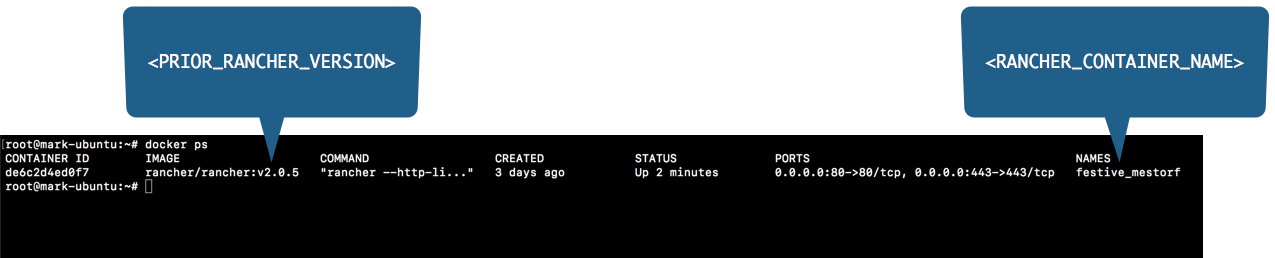 <PRIOR_RANCHER_VERSION>
<RANCHER_CONTAINER_NAME>
[root@mark-ubuntu:~# docker ps
CONTAINER ID IMAGE COMMAND CREATED STATUS PORTS NAMES
de6c2d4ed0f7 rancher/rancher:v2.0.5 "rancher --http-li..." 3 days ago Up 2 minutes 0.0.0.0:80->80/tcp, 0.0.0.0:443->443/tcp festive_mestorf
root@mark-ubuntu:~#